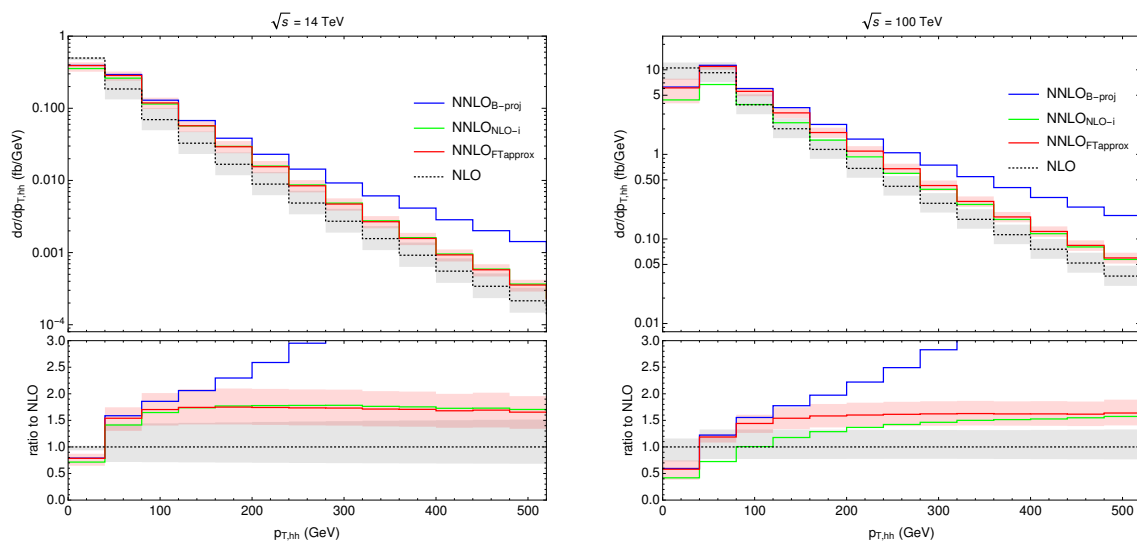 √s = 14 TeV
dσ/dp_T,hh (fb/GeV)
1
0.100
0.010
0.001
10⁻⁴
NNLO_B-proj
NNLO_NLO-i
NNLO_FTapprox
NLO
ratio to NLO
3.0
2.5
2.0
1.5
1.0
0.5
0.0
0 100 200 300 400 500
p_T,hh (GeV)
√s = 100 TeV
dσ/dp_T,hh (fb/GeV)
10
5
1
0.50
0.10
0.05
0.01
NNLO_B-proj
NNLO_NLO-i
NNLO_FTapprox
NLO
ratio to NLO
3.0
2.5
2.0
1.5
1.0
0.5
0.0
0 100 200 300 400 500
p_T,hh (GeV)